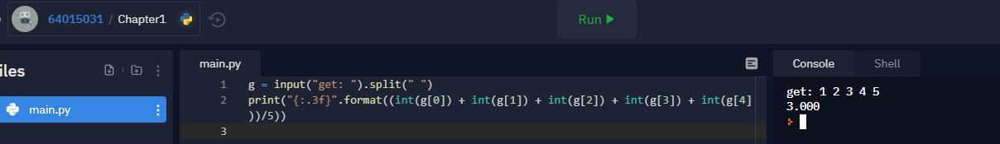 64015031 / Chapter1
Run
iles
main.py
main.py
1 g = input("get: ").split(" ")
2 print("{:.3f}".format((int(g[0]) + int(g[1]) + int(g[2]) + int(g[3]) + int(g[4]
))/5))
3
Console
Shell
get: 1 2 3 4 5
3.000
>